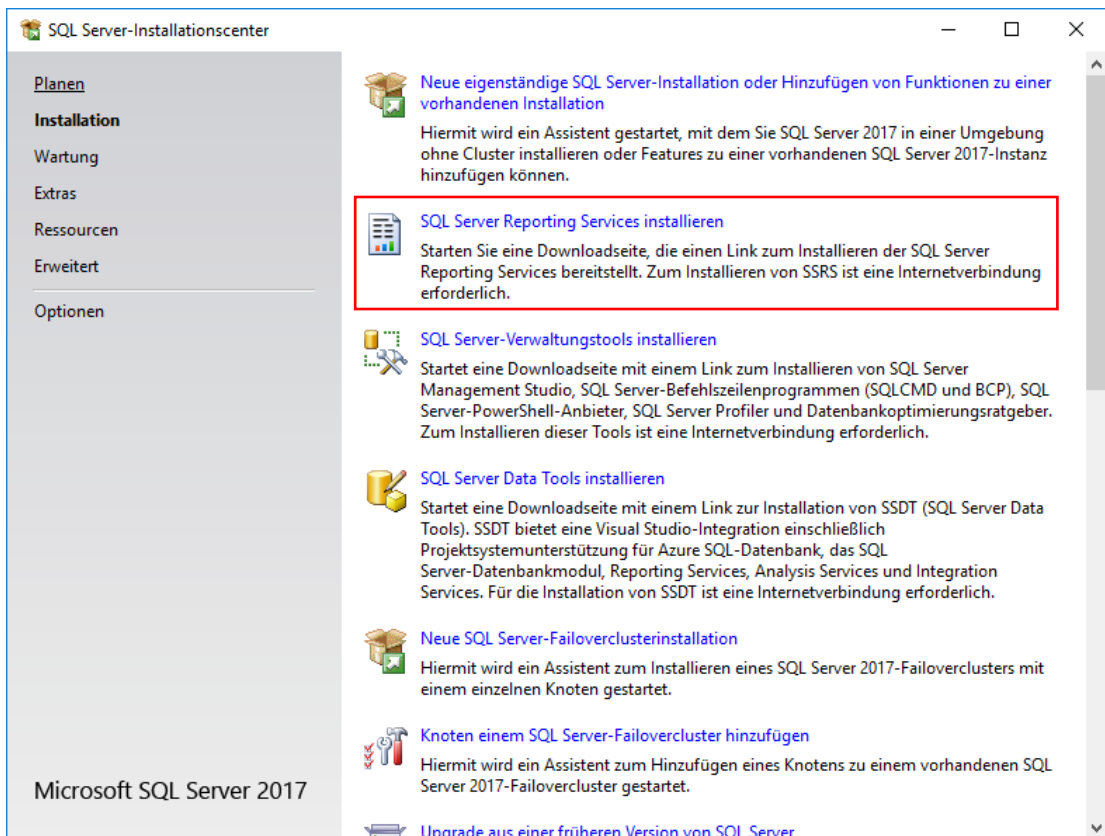 SQL Server-Installationscenter
Planen
Installation
Wartung
Extras
Ressourcen
Erweitert
Optionen
Microsoft SQL Server 2017
Neue eigenständige SQL Server-Installation oder Hinzufügen von Funktionen zu einer
vorhandenen Installation
Hiermit wird ein Assistent gestartet, mit dem Sie SQL Server 2017 in einer Umgebung
ohne Cluster installieren oder Features zu einer vorhandenen SQL Server 2017-Instanz
hinzufügen können.
SQL Server Reporting Services installieren
Starten Sie eine Downloadseite, die einen Link zum Installieren der SQL Server
Reporting Services bereitstellt. Zum Installieren von SSRS ist eine Internetverbindung
erforderlich.
SQL Server-Verwaltungstools installieren
Startet eine Downloadseite mit einem Link zum Installieren von SQL Server
Management Studio, SQL Server-Befehlszeilenprogrammen (SQLCMD und BCP), SQL
Server-PowerShell-Anbieter, SQL Server Profiler und Datenbankoptimierungsratgeber.
Zum Installieren dieser Tools ist eine Internetverbindung erforderlich.
SQL Server Data Tools installieren
Startet eine Downloadseite mit einem Link zur Installation von SSDT (SQL Server Data
Tools). SSDT bietet eine Visual Studio-Integration einschließlich
Projektsystemunterstützung für Azure SQL-Datenbank, das SQL
Server-Datenbankmodul, Reporting Services, Analysis Services und Integration
Services. Für die Installation von SSDT ist eine Internetverbindung erforderlich.
Neue SQL Server-Failoverclusterinstallation
Hiermit wird ein Assistent zum Installieren eines SQL Server 2017-Failoverclusters mit
einem einzelnen Knoten gestartet.
Knoten einem SQL Server-Failovercluster hinzufügen
Hiermit wird ein Assistent zum Hinzufügen eines Knotens zu einem vorhandenen SQL
Server 2017-Failovercluster gestartet.
Upgrade aus einer früheren Version von SQL Server